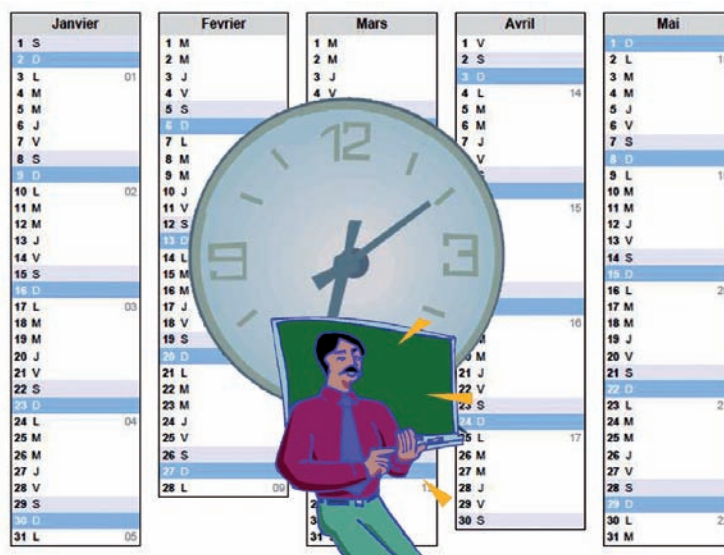 Janvier
1 S
2 D
3 L 01
4 M
5 M
6 J
7 V
8 S
9 D
10 L 02
11 M
12 M
13 J
14 V
15 S
16 D
17 L 03
18 M
19 M
20 J
21 V
22 S
23 D
24 L 04
25 M
26 M
27 J
28 V
29 S
30 D
31 L 05
Fevrier
1 M
2 M
3 J
4 V
5 S
6 D
7 L
8 M
9 M
10 J
11 V
12 S
13 D
14 L
15 M
16 M
17 J
18 V
19 S
20 D
21 L
22 M
23 M
24 J
25 V
26 S
27 D
28 L 09
Mars
1 M
2 M
3 J
4 V
12
9
3
31
Avril
1 V
2 S
3 D
4 L 14
5 M
6 M
7 J
V
15
16
M
21 J
22 V
23 S
24 D
25 L 17
26 M
27 M
28 J
29 V
30 S
Mai
1 D
2 L
3 M
4 M
5 J
6 V
7 S
8 D
9 L
10 M
11 M
12 J
13 V
14 S
15 D
16 L
17 M
18 M
19 J
20 V
21 S
22 D
23 L
24 M
25 M
26 J
27 V
28 S
29 D
30 L
31 M